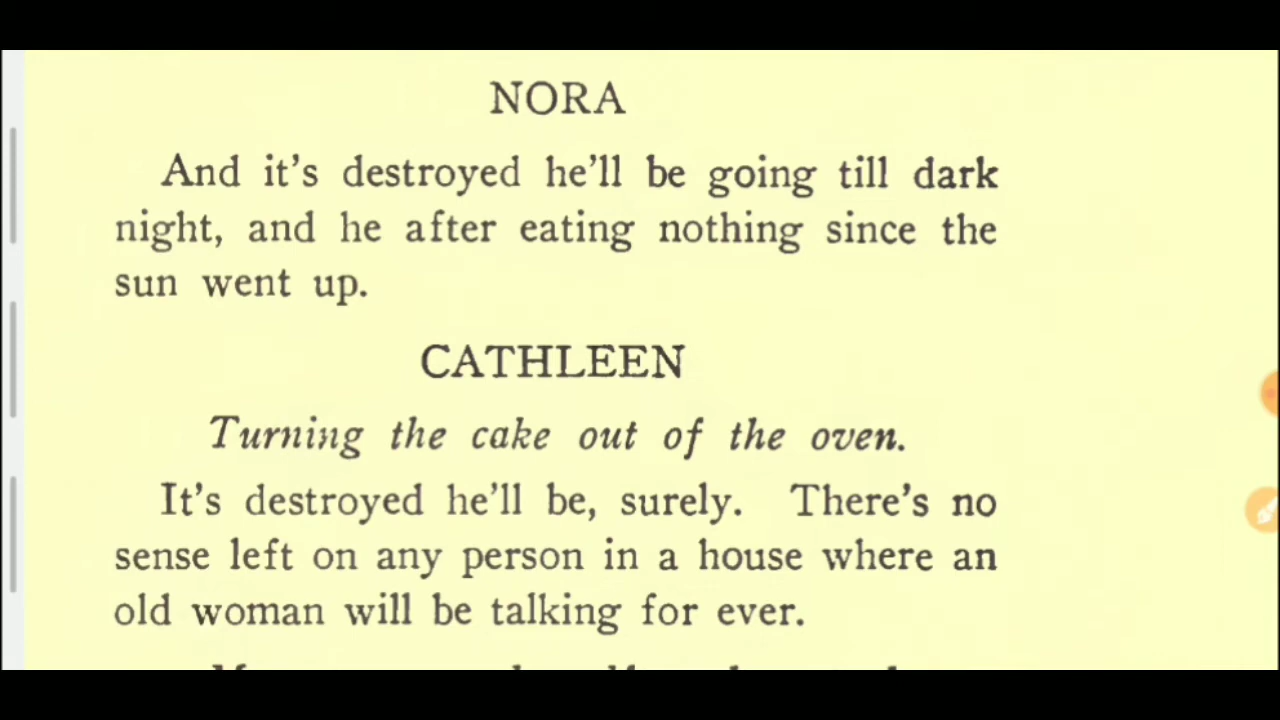 NORA
And it's destroyed he'll be going till dark
night, and he after eating nothing since the
sun went up.
CATHLEEN
Turning the cake out of the oven.
It's destroyed he'll be, surely. There's no
sense left on any person in a house where an
old woman will be talking for ever.